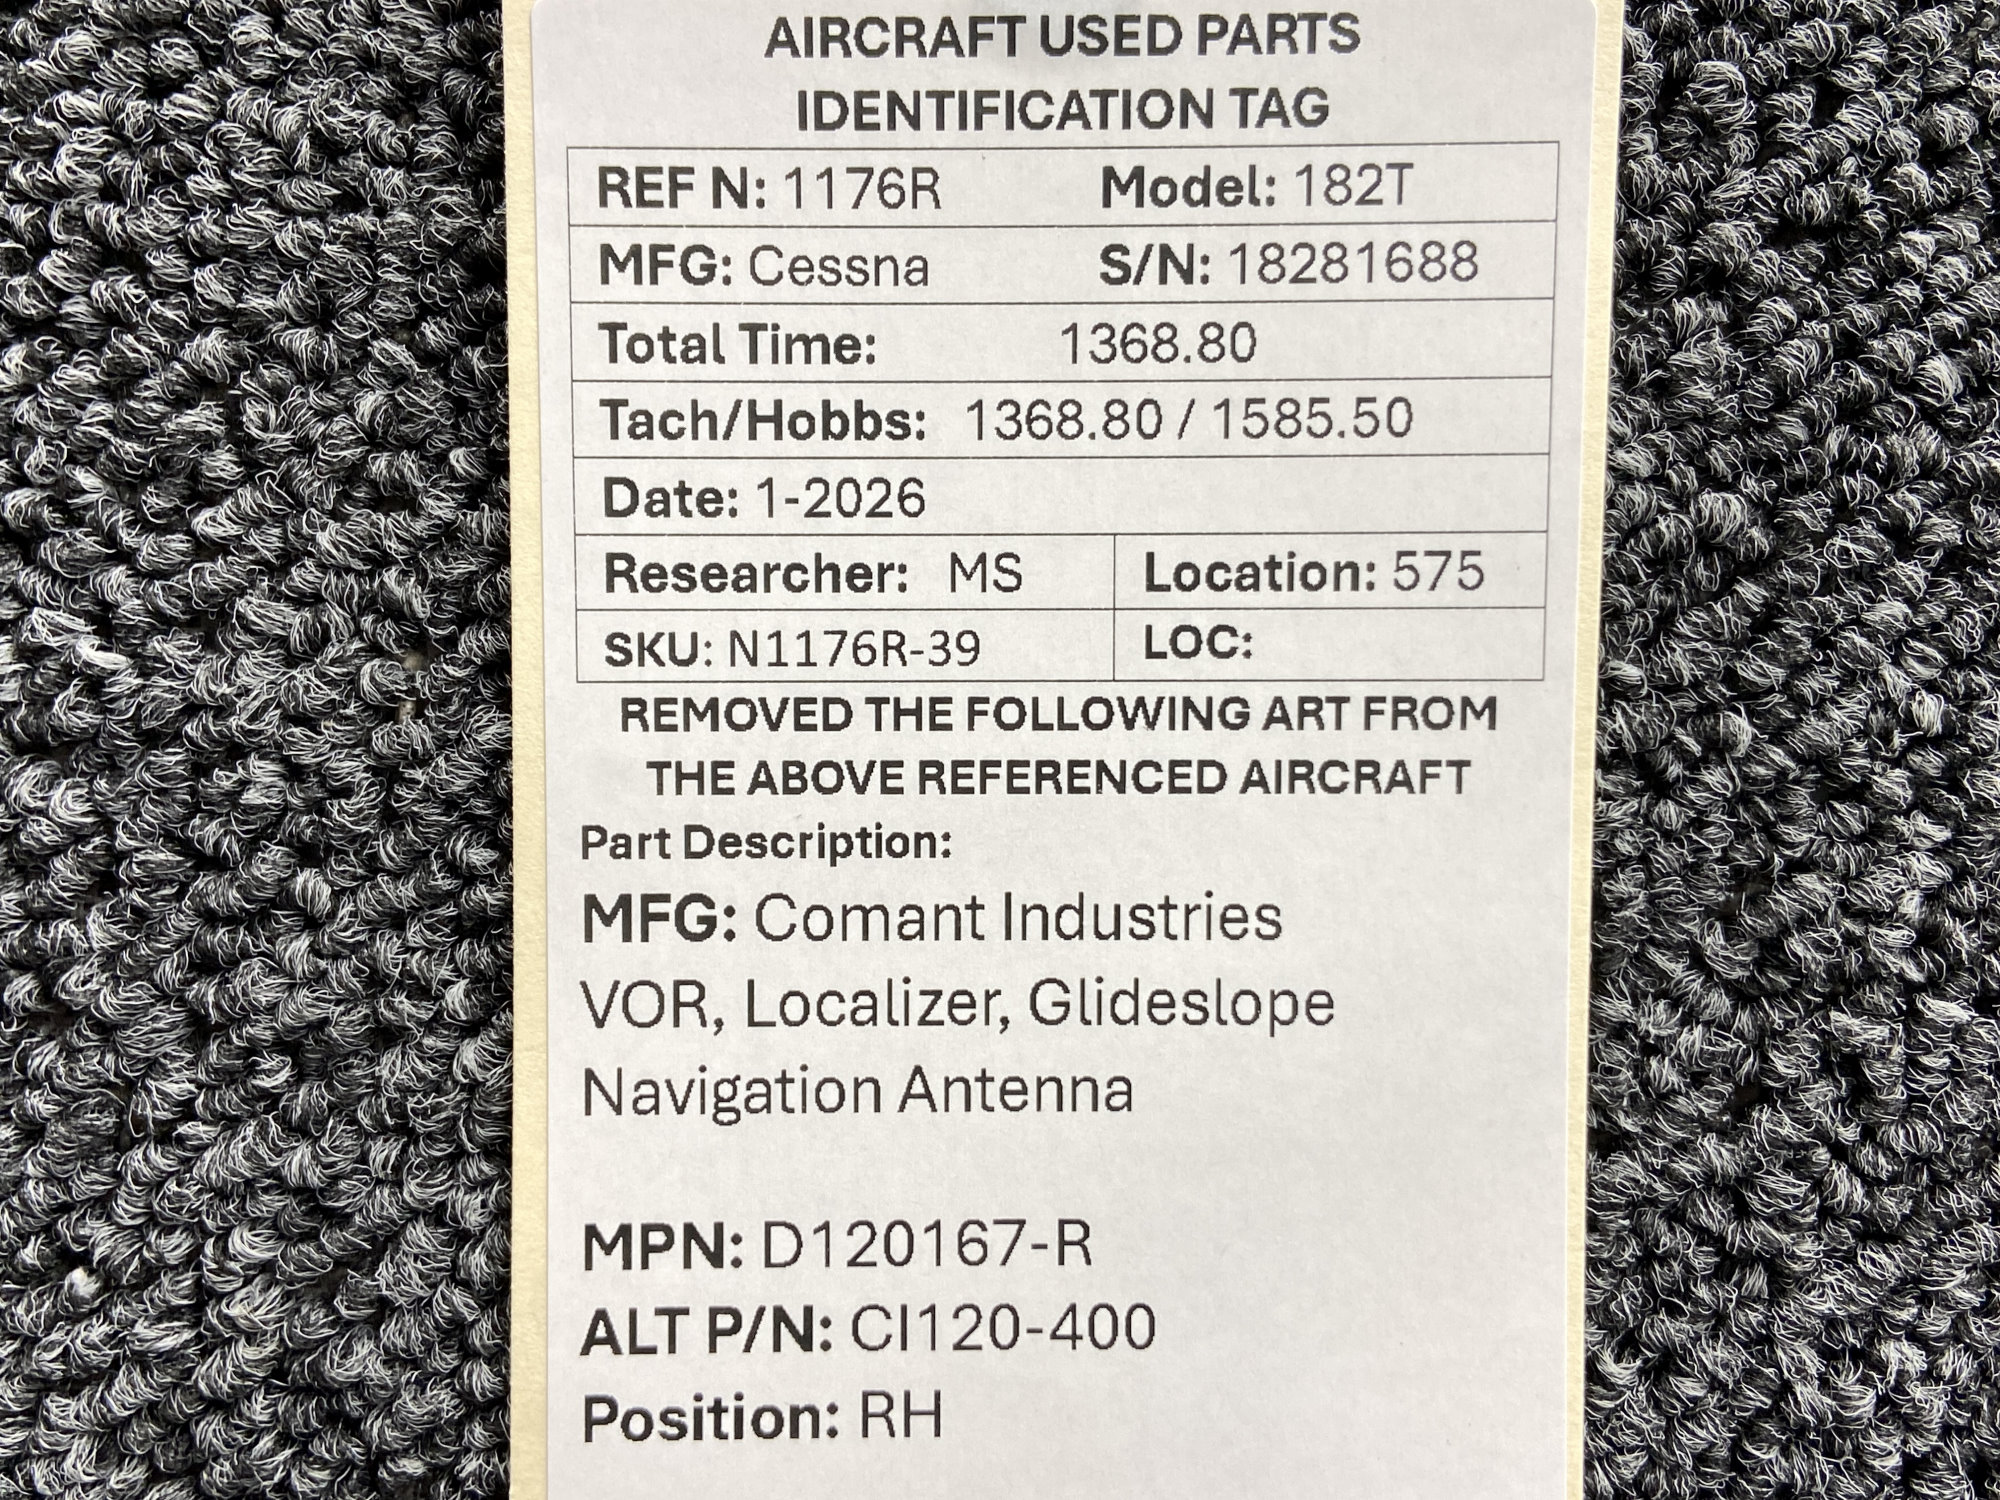 AIRCRAFT USED PARTS
IDENTIFICATION TAG
REF N: 1176R Model: 182T
MFG: Cessna S/N: 18281688
Total Time: 1368.80
Tach/Hobbs: 1368.80 / 1585.50
Date: 1-2026
Researcher: MS Location: 575
SKU: N1176R-39 LOC:
REMOVED THE FOLLOWING ART FROM
THE ABOVE REFERENCED AIRCRAFT
Part Description:
MFG: Comant Industries
VOR, Localizer, Glideslope
Navigation Antenna
MPN: D120167-R
ALT P/N: CI120-400
Position: RH